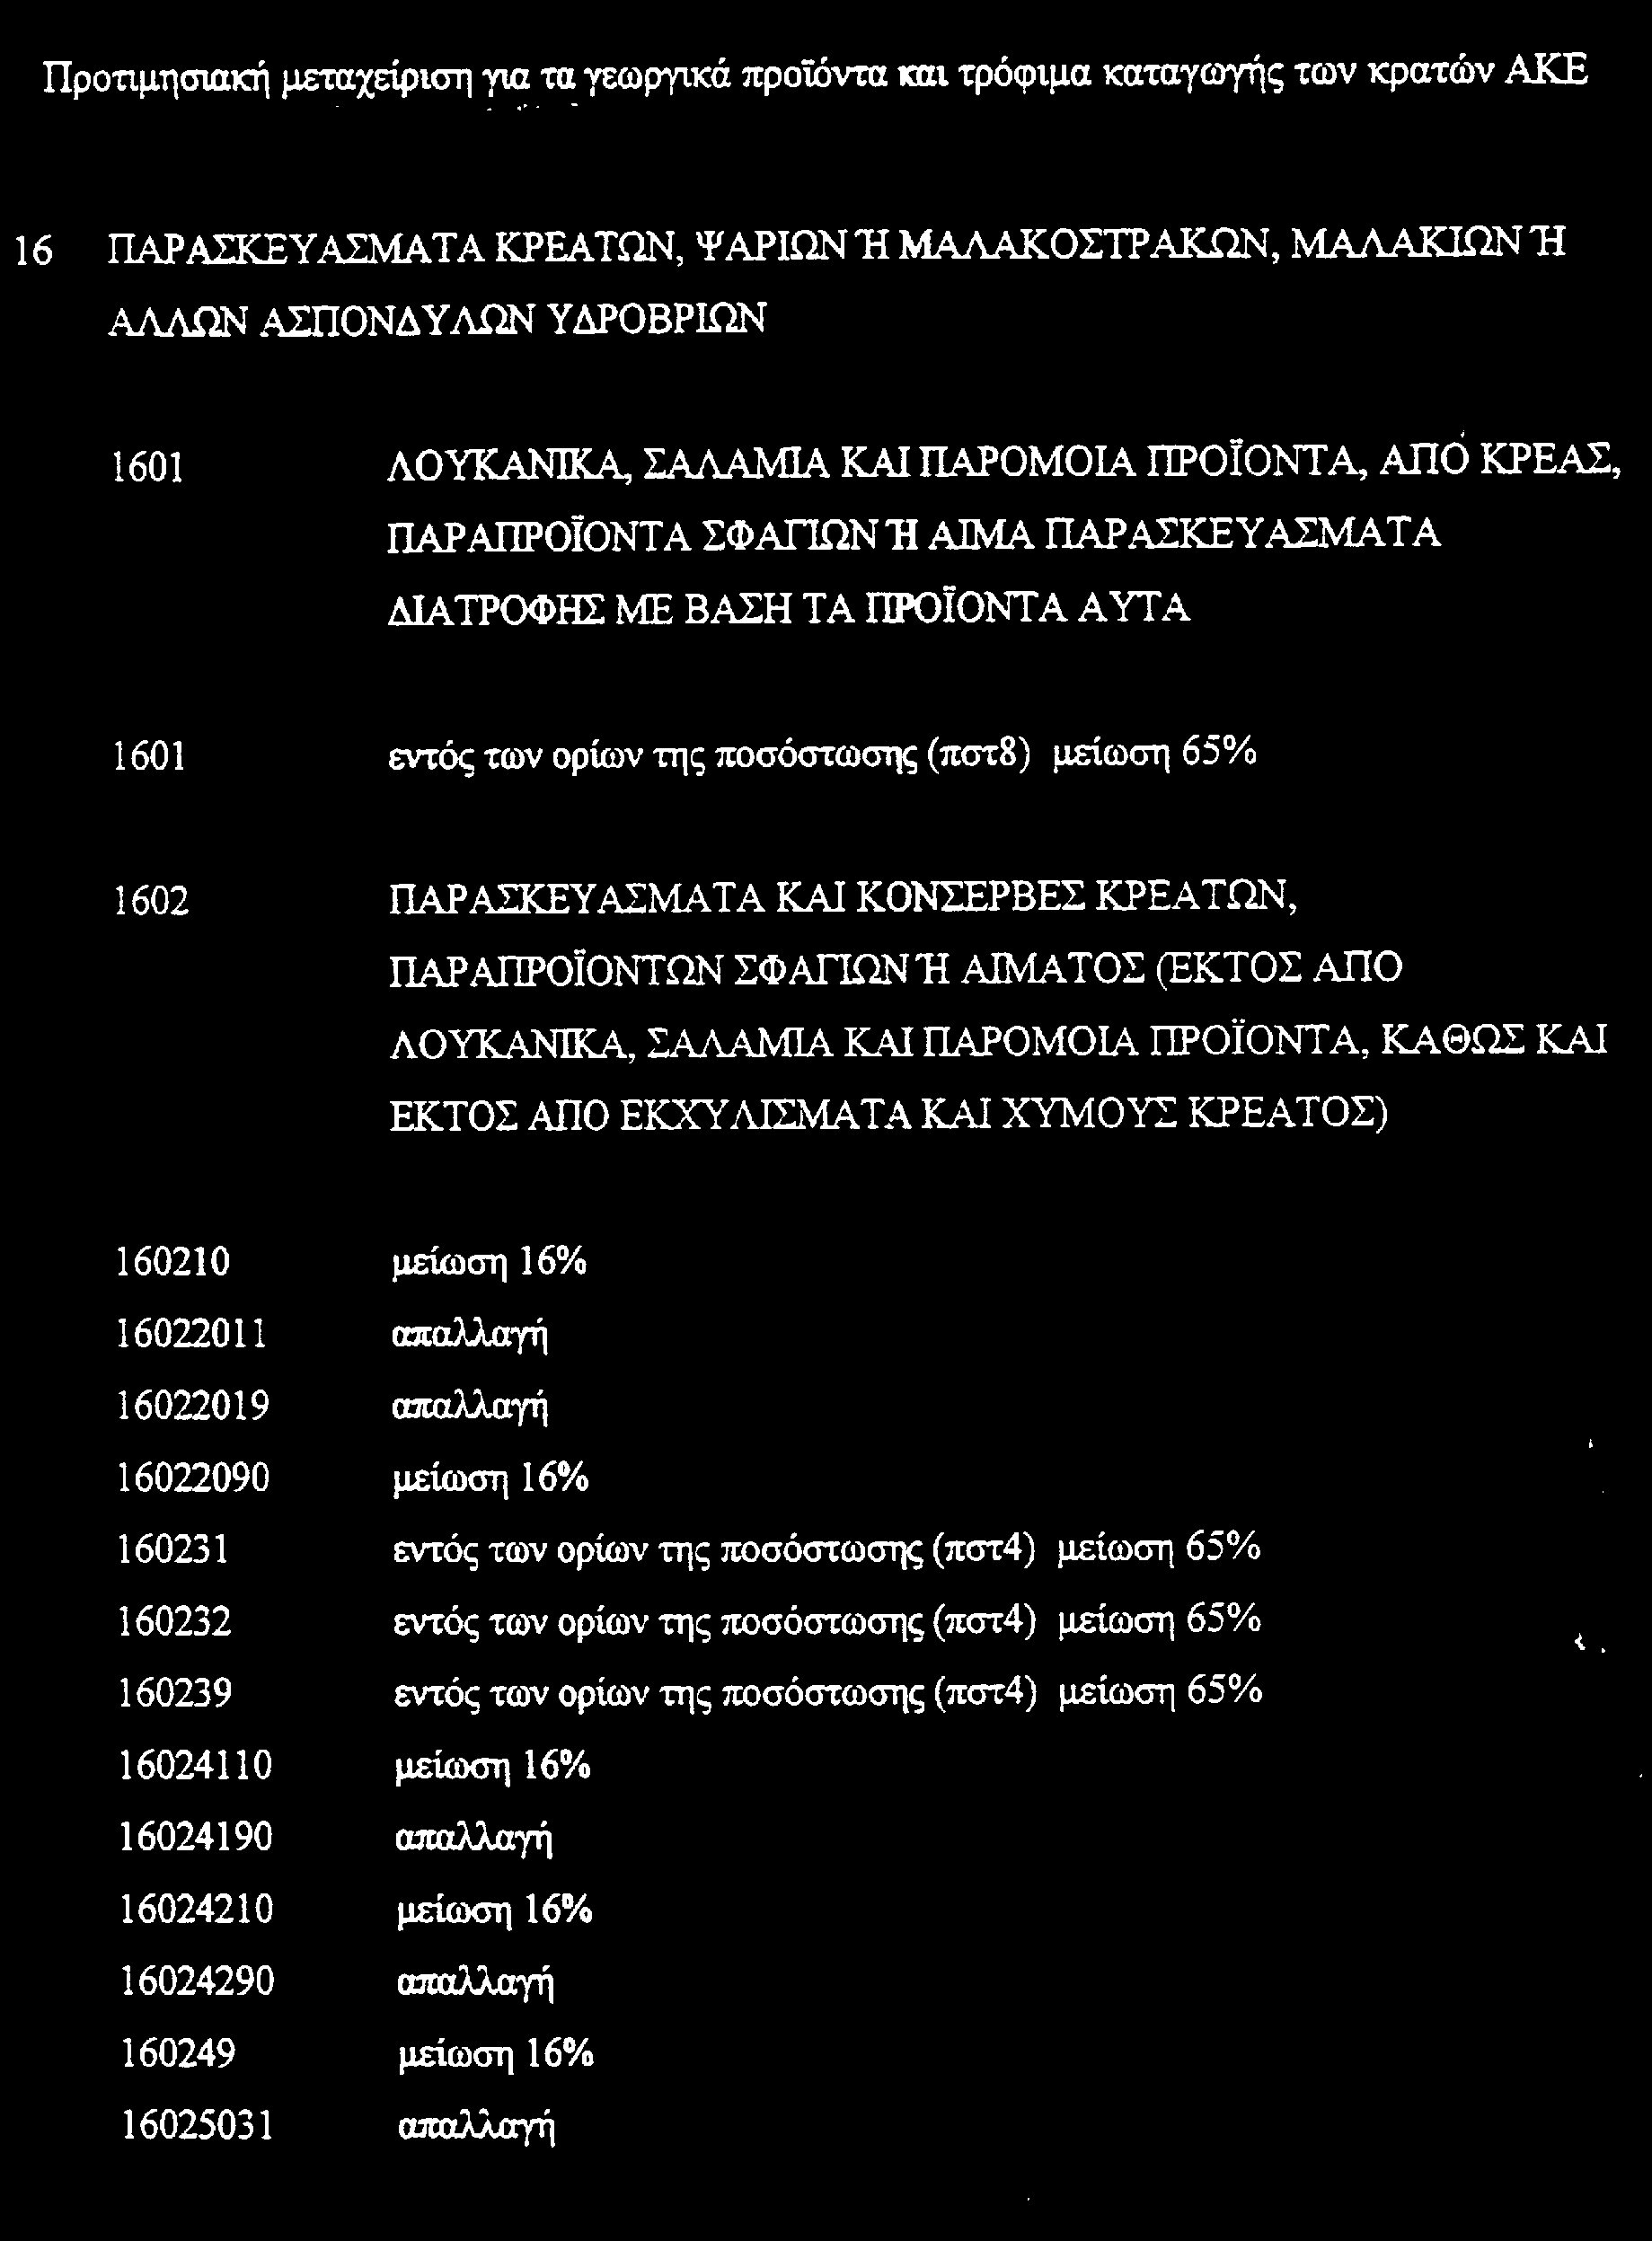 Προτιμησιακή μεταχείριση για τα γεωργικά προϊόντα και τρόφιμα καταγωγής των κρατών ΑΚΕ
16 ΠΑΡΑΣΚΕΥΑΣΜΑΤΑ ΚΡΕΑΤΩΝ, ΨΑΡΙΩΝ Ή ΜΑΛΑΚΟΣΤΡΑΚΩΝ, ΜΑΛΑΚΙΩΝ Ή
ΑΛΛΩΝ ΑΣΠΟΝΔΥΛΩΝ ΥΔΡΟΒΡΙΩΝ
1601 ΛΟΥΚΑΝΙΚΑ, ΣΑΛΑΜΙΑ ΚΑΙ ΠΑΡΟΜΟΙΑ ΠΡΟΪΟΝΤΑ, ΑΠΌ ΚΡΕΑΣ,
ΠΑΡΑΠΡΟΪΟΝΤΑ ΣΦΑΓΙΩΝ Ή ΑΙΜΑ ΠΑΡΑΣΚΕΥΑΣΜΑΤΑ
ΔΙΑΤΡΟΦΗΣ ΜΕ ΒΑΣΗ ΤΑ ΠΡΟΪΟΝΤΑ ΑΥΤΑ
1601 εντός των ορίων της ποσόστωσης (πστ8) μείωση 65%
1602 ΠΑΡΑΣΚΕΥΑΣΜΑΤΑ ΚΑΙ ΚΟΝΣΕΡΒΕΣ ΚΡΕΑΤΩΝ,
ΠΑΡΑΠΡΟΪΟΝΤΩΝ ΣΦΑΓΙΩΝ Ή ΑΙΜΑΤΟΣ (ΕΚΤΟΣ ΑΠΟ
ΛΟΥΚΑΝΙΚΑ, ΣΑΛΑΜΙΑ ΚΑΙ ΠΑΡΟΜΟΙΑ ΠΡΟΪΟΝΤΑ, ΚΑΘΩΣ ΚΑΙ
ΕΚΤΟΣ ΑΠΟ ΕΚΧΥΛΙΣΜΑΤΑ ΚΑΙ ΧΥΜΟΥΣ ΚΡΕΑΤΟΣ)
160210 μείωση 16%
16022011 απαλλαγή
16022019 απαλλαγή
16022090 μείωση 16%
160231 εντός των ορίων της ποσόστωσης (πστ4) μείωση 65%
160232 εντός των ορίων της ποσόστωσης (πστ4) μείωση 65%
160239 εντός των ορίων της ποσόστωσης (πστ4) μείωση 65%
16024110 μείωση 16%
16024190 απαλλαγή
16024210 μείωση 16%
16024290 απαλλαγή
160249 μείωση 16%
16025031 απαλλαγή